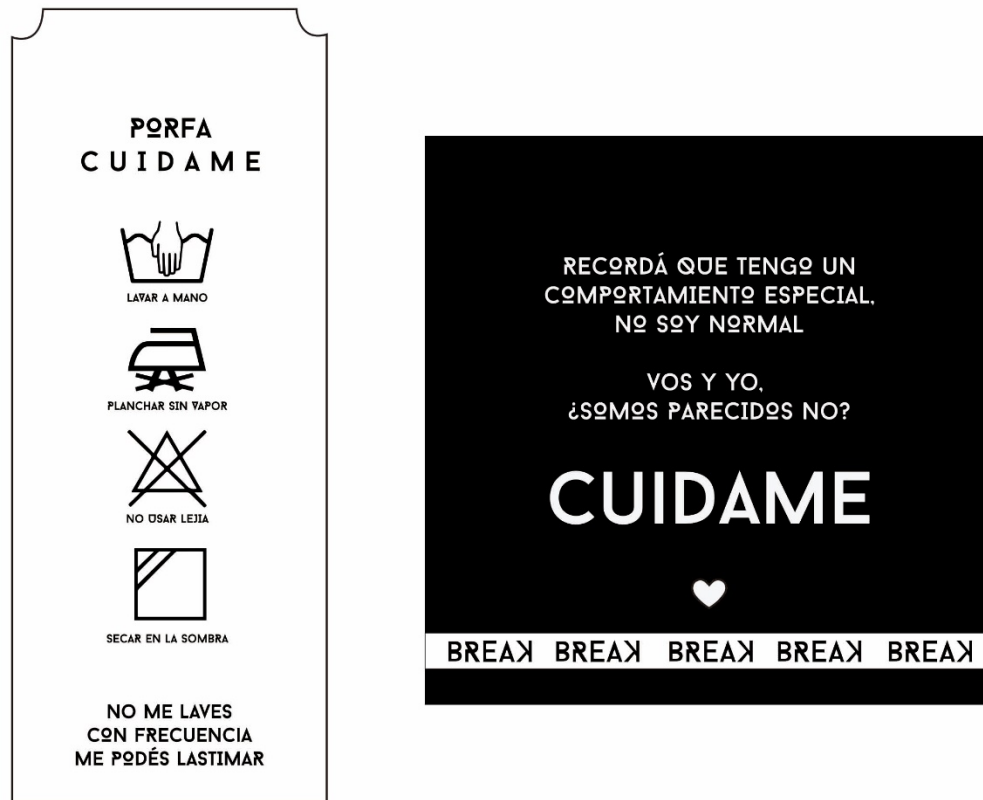 PORFA
CUIDAME
LAVAR A MANO
PLANCHAR SIN VAPOR
NO USAR LEJIA
SECAR EN LA SOMBRA
NO ME LAVES
CON FRECUENCIA
ME PODÉS LASTIMAR
RECORDÁ QUE TENGO UN
COMPORTAMIENTO ESPECIAL,
NO SOY NORMAL
VOS Y YO,
¿SOMOS PARECIDOS NO?
CUIDAME
BREAK BREAK BREAK BREAK BREAK